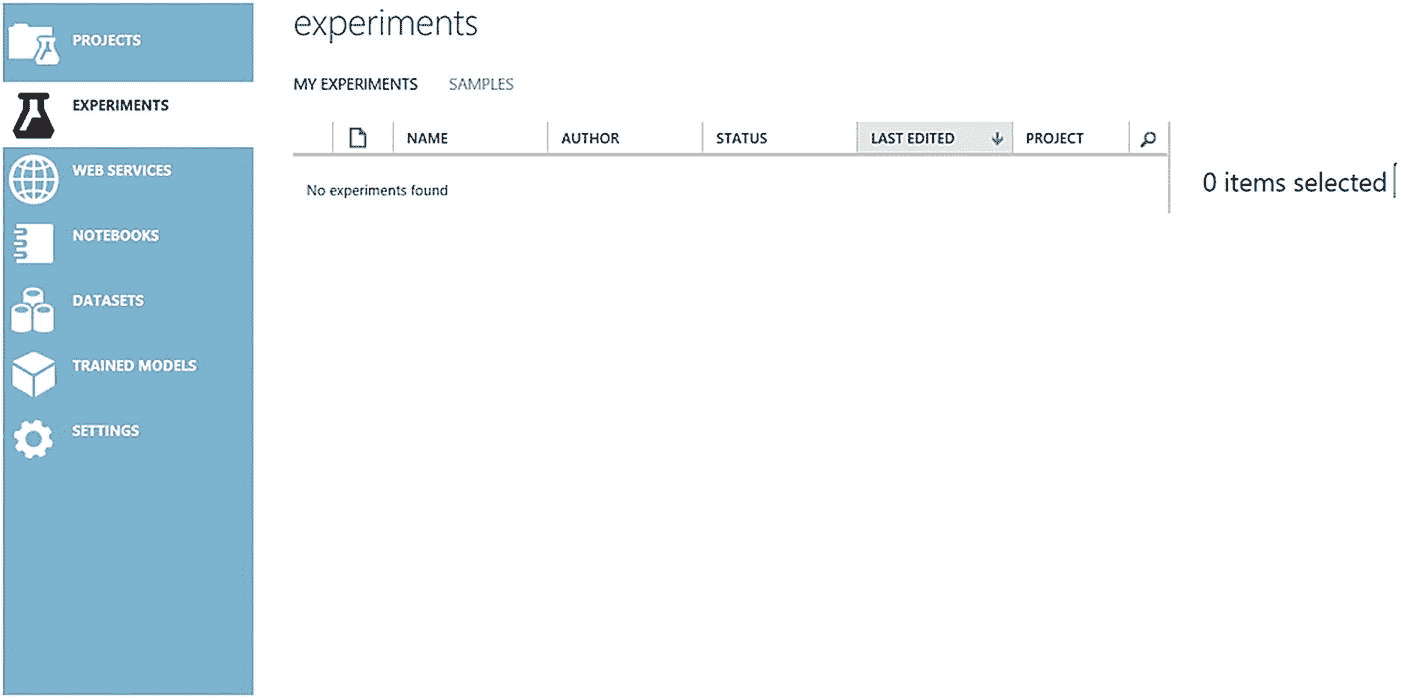 PROJECTS
EXPERIMENTS
WEB SERVICES
NOTEBOOKS
DATASETS
TRAINED MODELS
SETTINGS
experiments
MY EXPERIMENTS SAMPLES
NAME AUTHOR STATUS LAST EDITED PROJECT
No experiments found
0 items selected